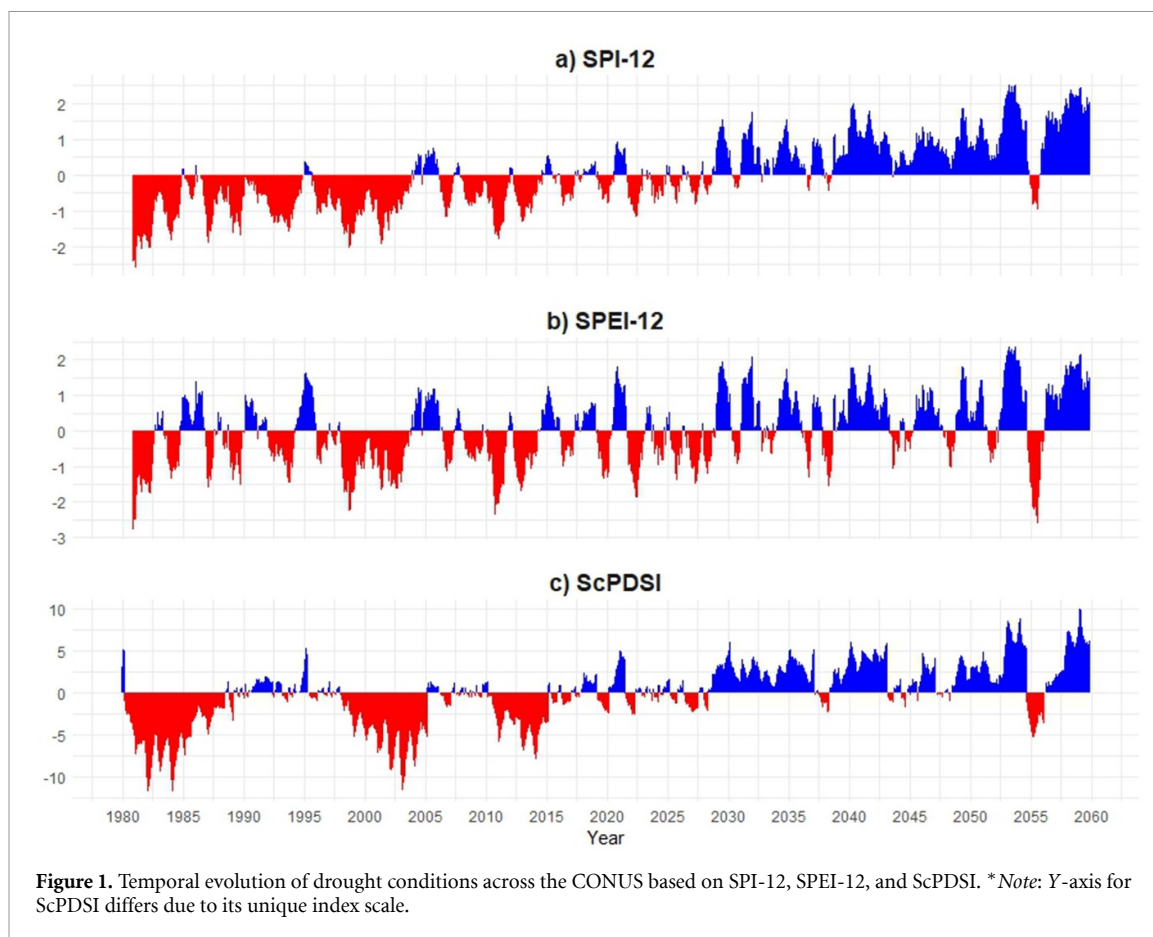 a) SPI-12
2
1
0
-1
-2
b) SPEI-12
2
1
0
-1
-2
-3
c) ScPDSI
10
5
0
-5
-10
1980 1985 1990 1995 2000 2005 2010 2015 2020 2025 2030 2035 2040 2045 2050 2055 2060
Year
Figure 1. Temporal evolution of drought conditions across the CONUS based on SPI-12, SPEI-12, and ScPDSI. *Note: Y-axis for
ScPDSI differs due to its unique index scale.